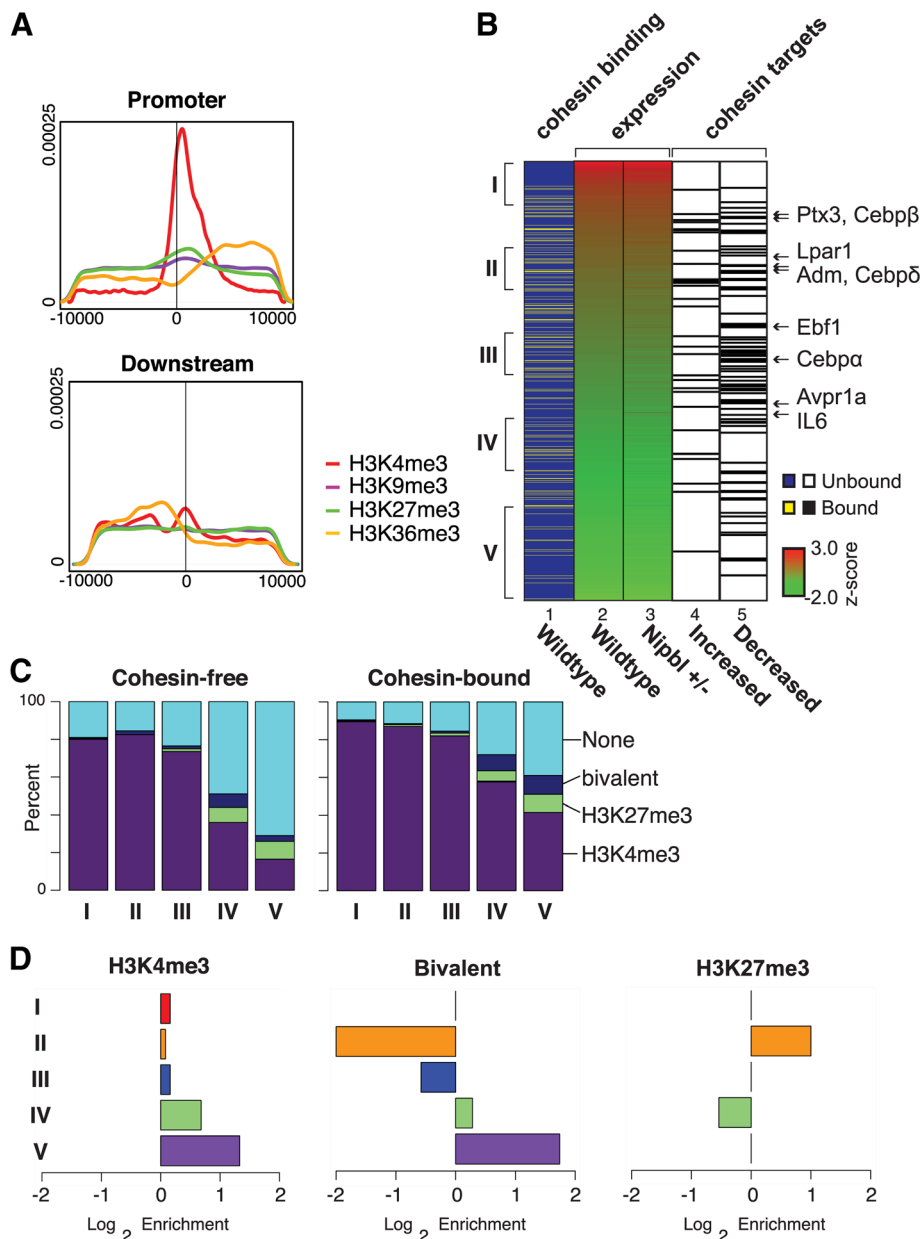 A
Promoter
0.00025
0
-10000
0
10000
Downstream
0.00025
0
-10000
0
10000
H3K4me3
H3K9me3
H3K27me3
H3K36me3
B
cohesin binding
expression
cohesin targets
I
II
III
IV
V
Ptx3, Cebpβ
Lpar1
Adm, Cebpδ
Ebf1
Cebpα
Avpr1a
IL6
Unbound
Bound
3.0
-2.0
z-score
1
2
3
4
5
Wildtype
Wildtype
Nipbl +/-
Increased
Decreased
C
Cohesin-free
Cohesin-bound
100
Percent
0
I
II
III
IV
V
I
II
III
IV
V
None
bivalent
H3K27me3
H3K4me3
D
H3K4me3
Bivalent
H3K27me3
I
II
III
IV
V
-2
-1
0
1
2
-2
-1
0
1
2
-2
-1
0
1
2
Log 2 Enrichment
Log 2 Enrichment
Log 2 Enrichment